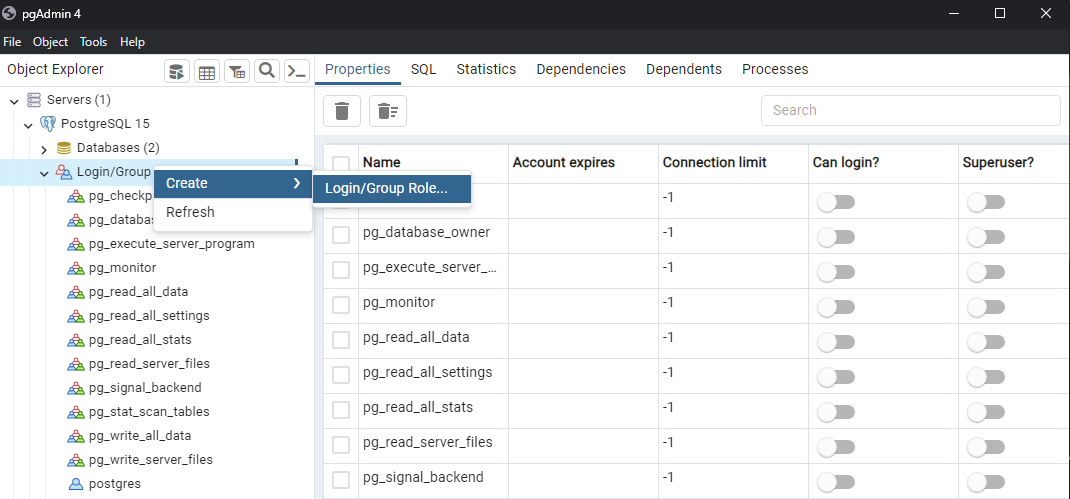 pgAdmin 4
File Object Tools Help
Object Explorer
Properties SQL Statistics Dependencies Dependents Processes
Servers (1)
PostgreSQL 15
Databases (2)
Login/Group
Create
Login/Group Role...
Refresh
pg_checkp
pg_databas
pg_execute_server_program
pg_monitor
pg_read_all_data
pg_read_all_settings
pg_read_all_stats
pg_read_server_files
pg_signal_backend
pg_stat_scan_tables
pg_write_all_data
pg_write_server_files
postgres
Search
Name Account expires Connection limit Can login? Superuser?
-1
pg_database_owner -1
pg_execute_server_... -1
pg_monitor -1
pg_read_all_data -1
pg_read_all_settings -1
pg_read_all_stats -1
pg_read_server_files -1
pg_signal_backend -1